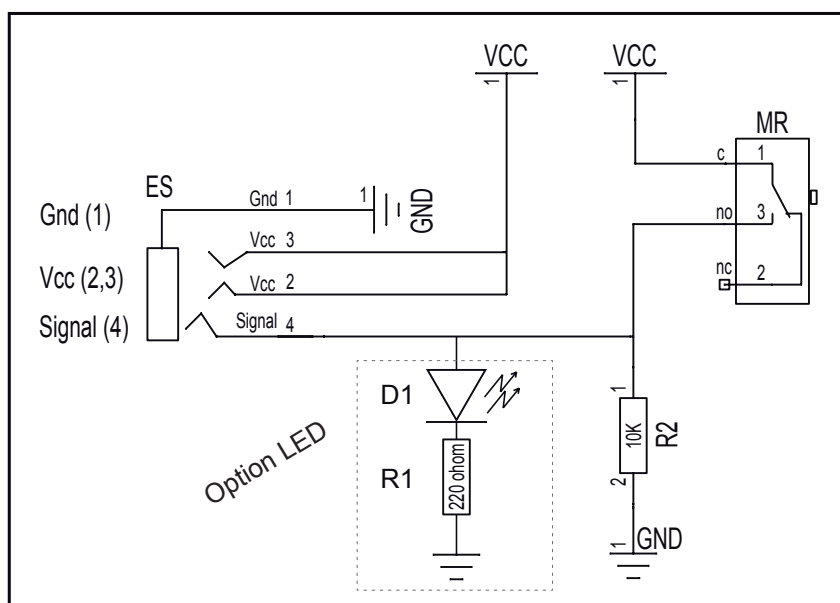 VCC
1
VCC
1
MR
c 1
no 3
nc 2
ES
Gnd (1)
Gnd 1
1
GND
Vcc 3
Vcc (2,3)
Vcc 2
Signal (4)
Signal 4
D1
Option LED
R1
220 ohom
1
10K
R2
2
1
GND